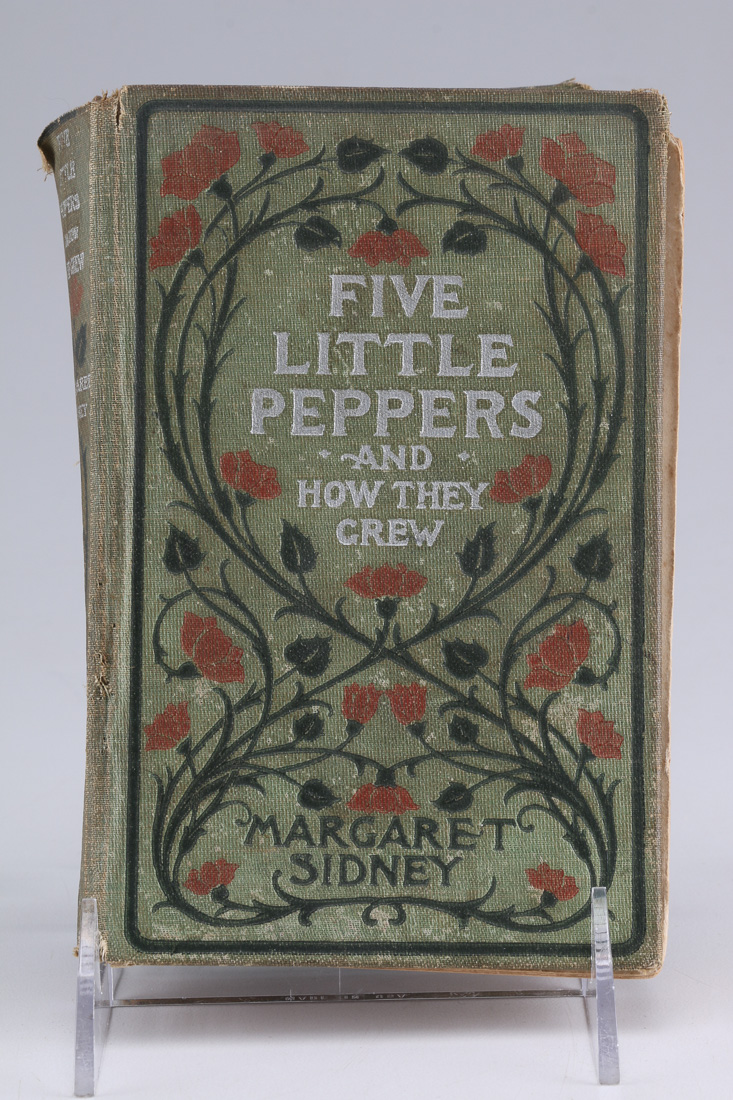 FIVE
LITTLE
PEPPERS
AND
HOW THEY
GREW
MARGARET
SIDNEY